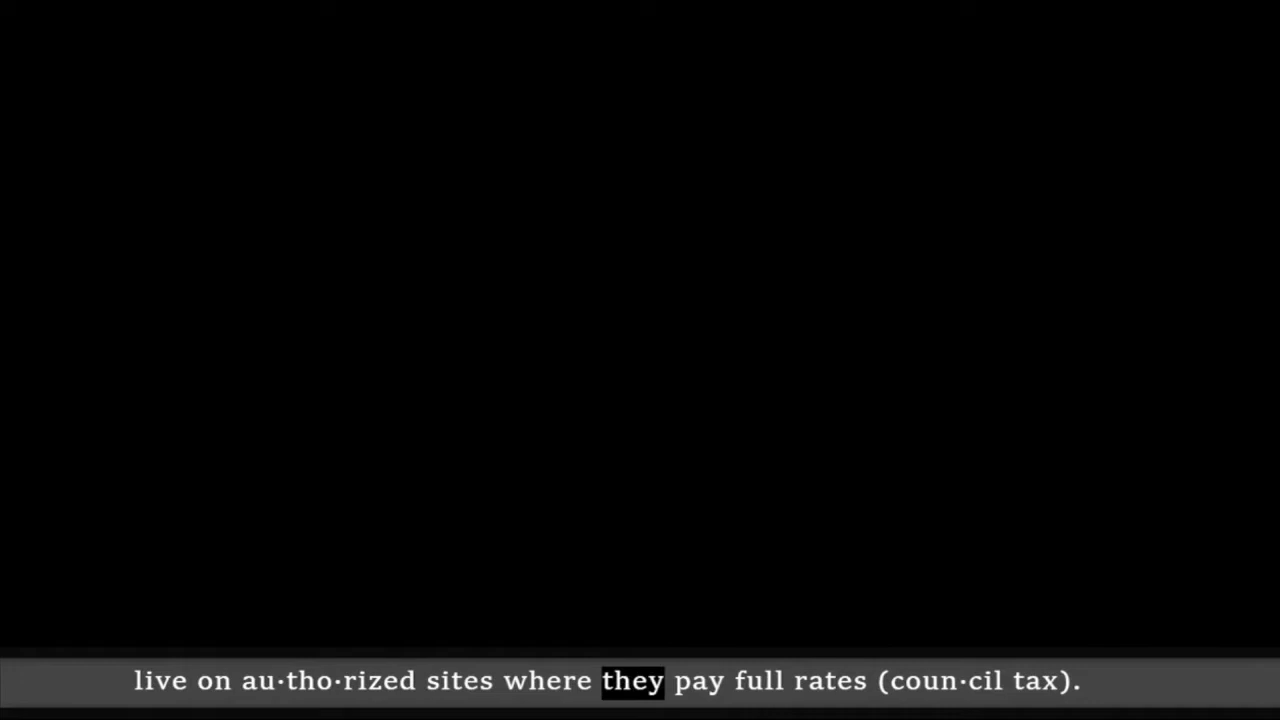 live on au·tho·rized sites where they pay full rates (coun·cil tax).